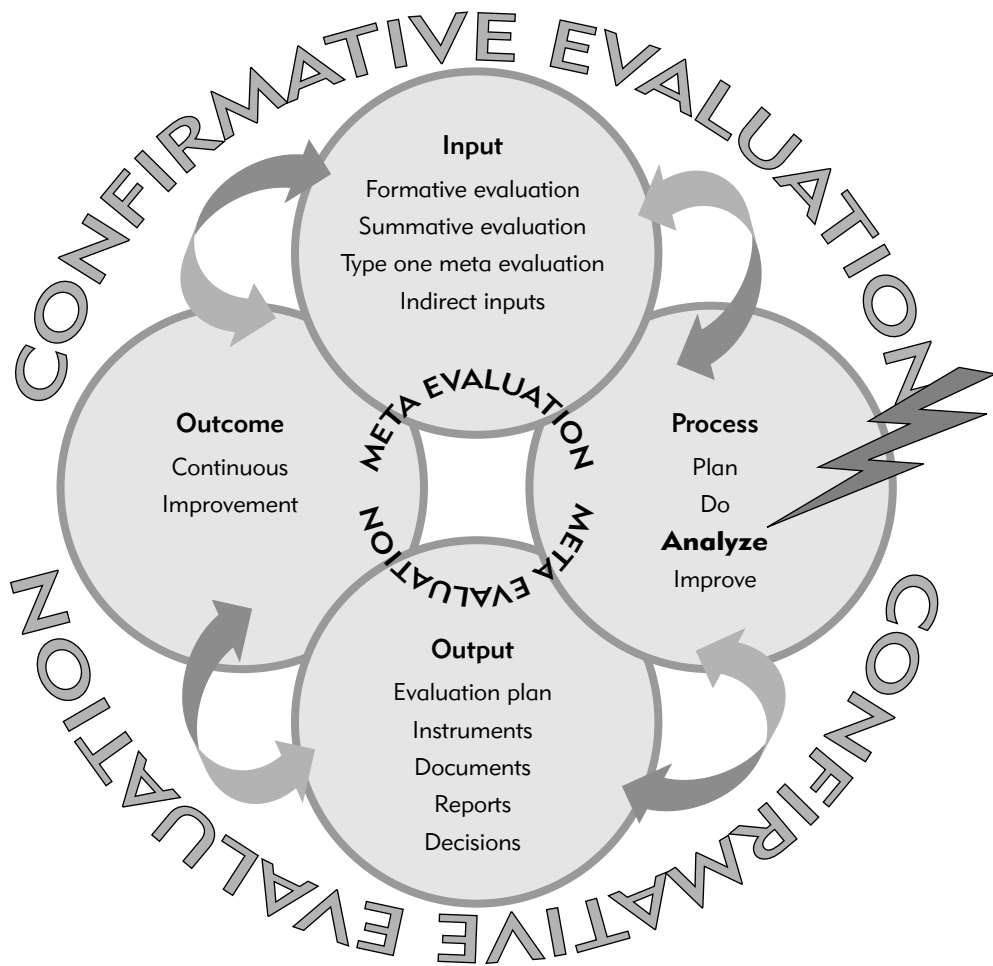 CONFIRMATIVE EVALUATION
Input
Formative evaluation
Summative evaluation
Type one meta evaluation
Indirect inputs
META EVALUATION
Outcome
Continuous
Improvement
Process
Plan
Do
Analyze
Improve
META EVALUATION
Output
Evaluation plan
Instruments
Documents
Reports
Decisions
CONFIRMATIVE EVALUATION